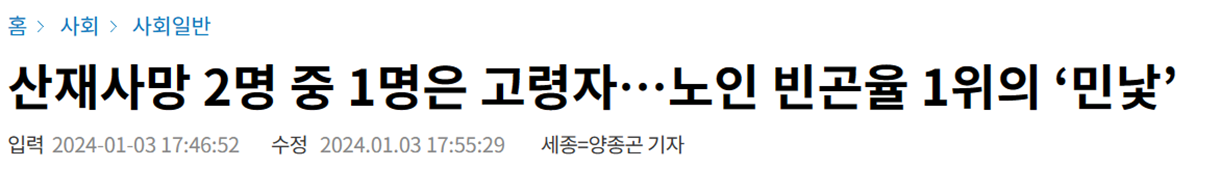 홈 > 사회 > 사회일반
산재사망 2명 중 1명은 고령자…노인 빈곤율 1위의 ‘민낯’
입력 2024-01-03 17:46:52 수정 2024.01.03 17:55:29 세종=양종곤 기자